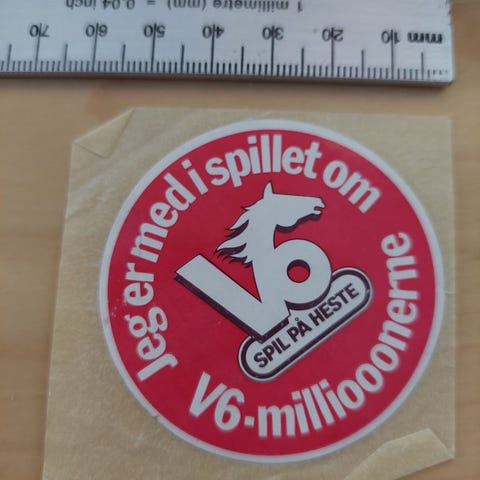 1 millimetre (mm) = 0.04 inch
mm 10 20 30 40 50 60 70
Jeg er med i spillet om
V6
SPIL PÅ HESTE
V6-milliooonerne